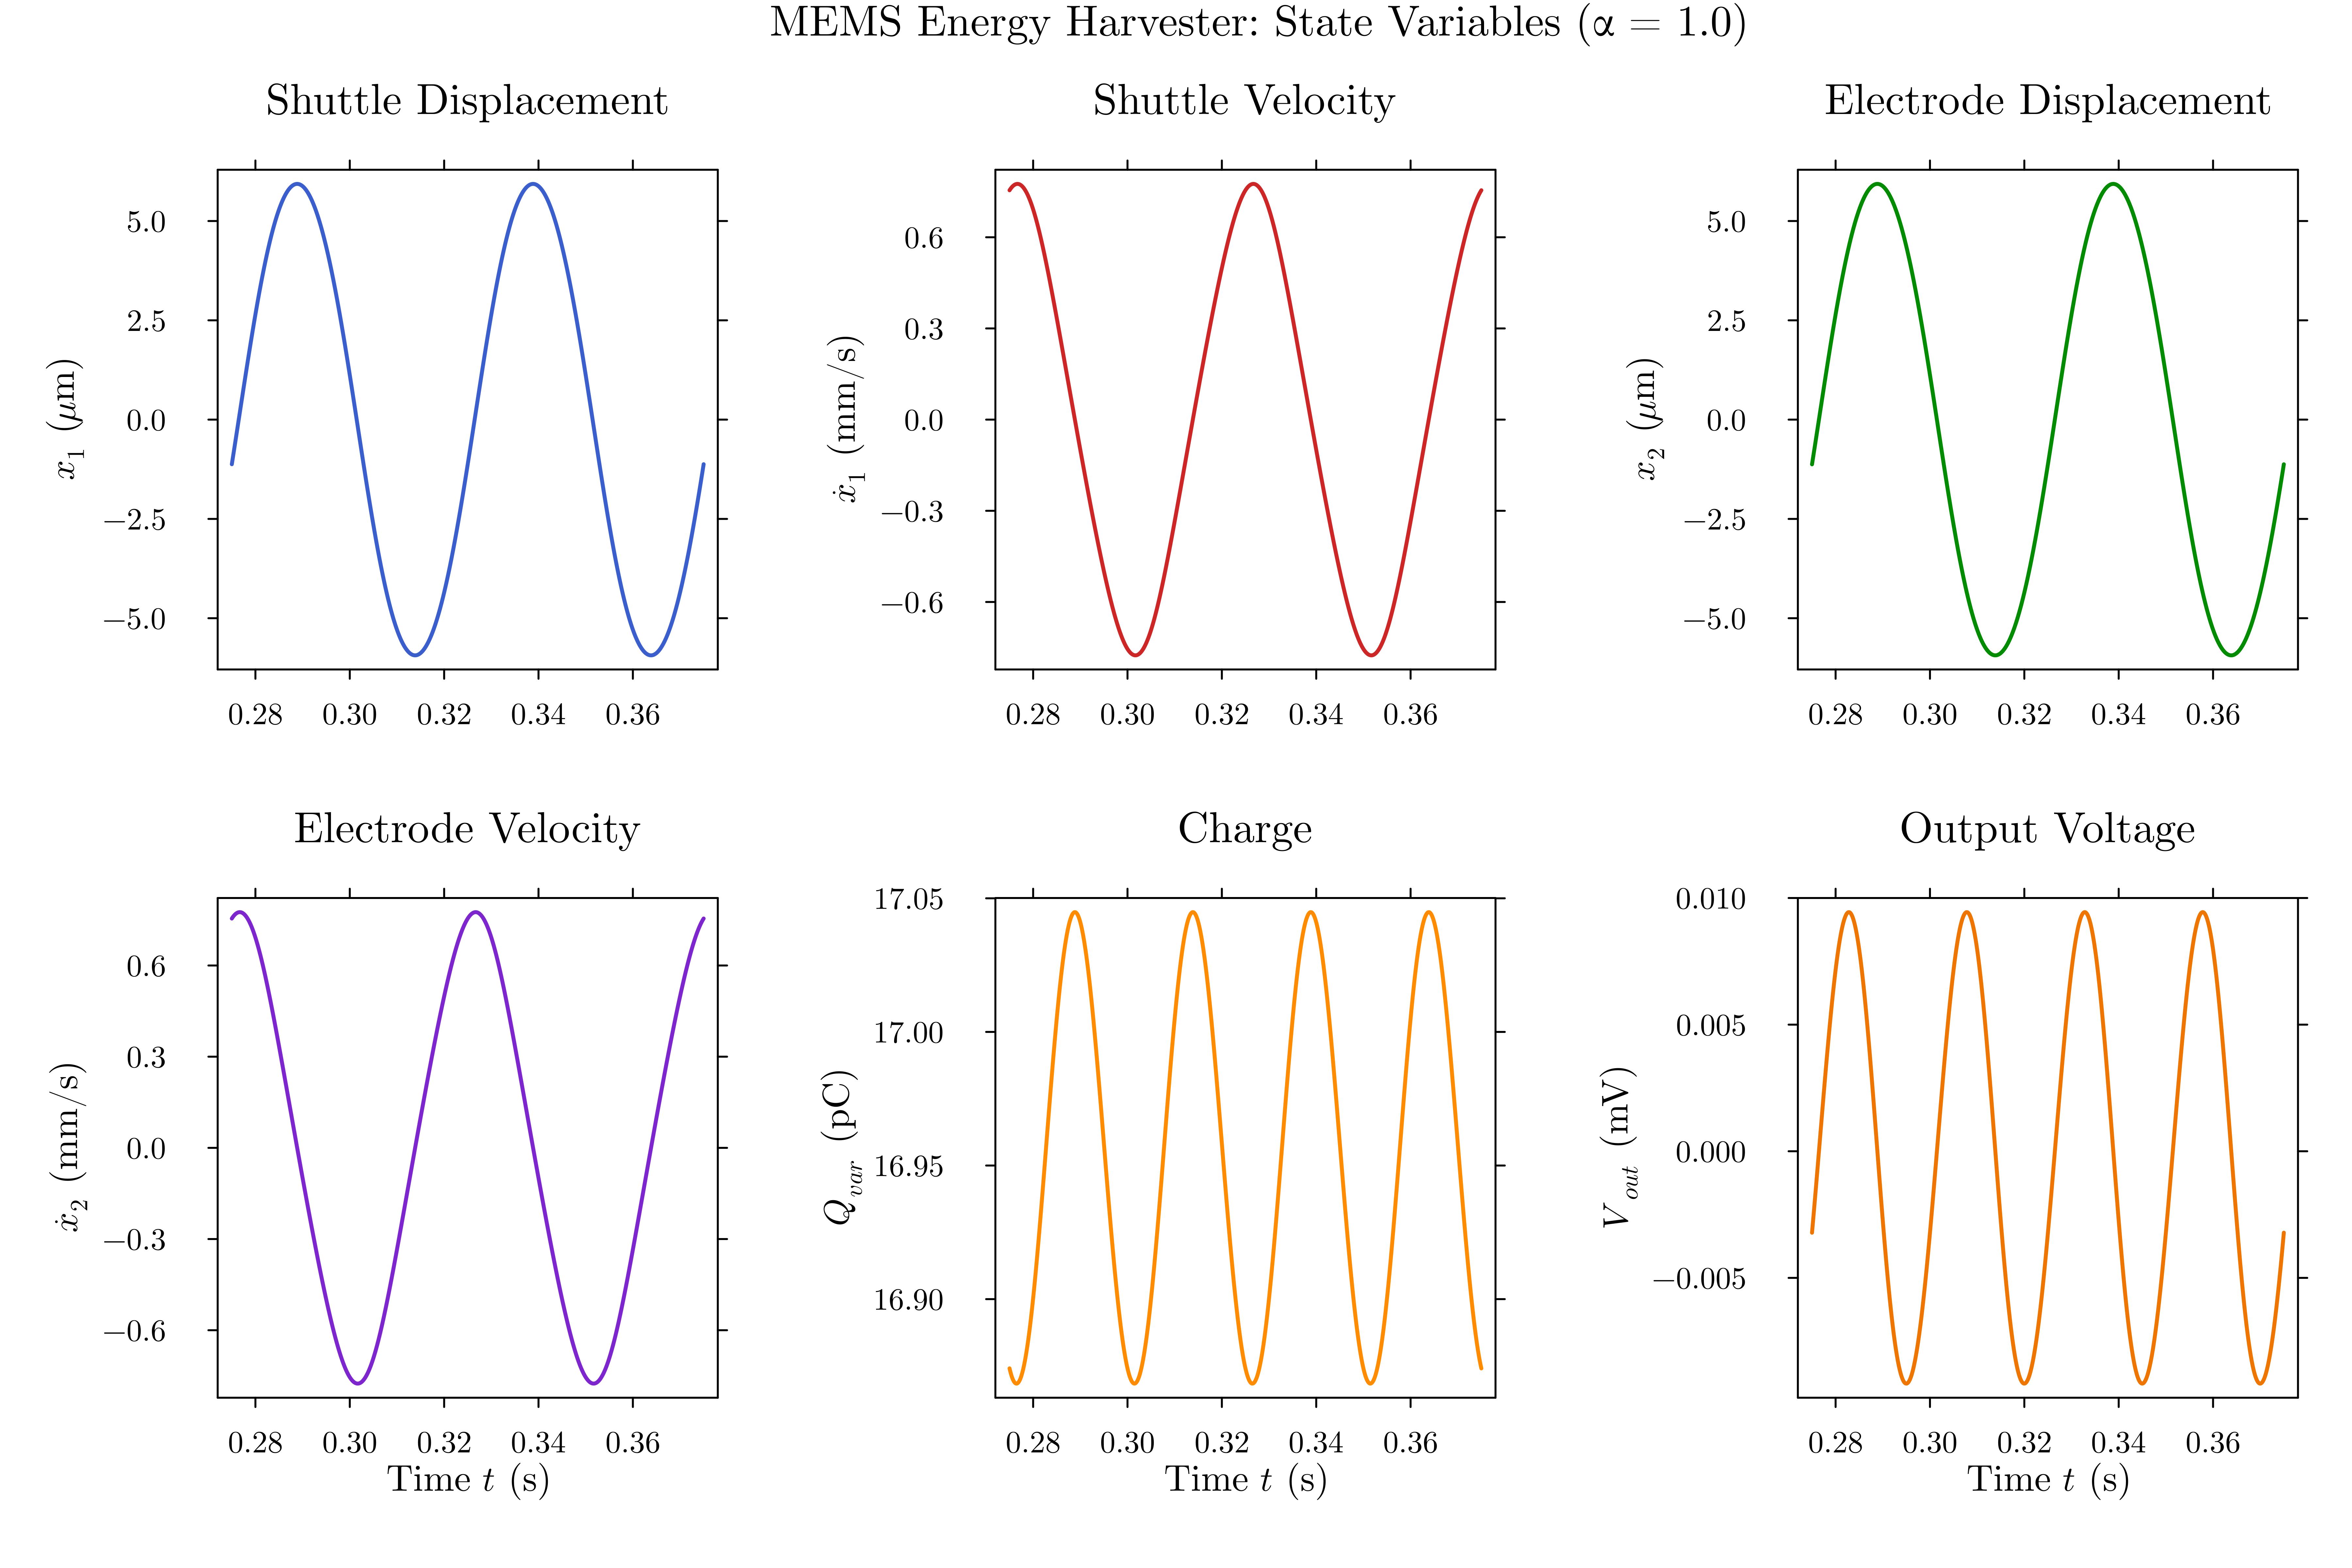 MEMS Energy Harvester: State Variables (α = 1.0)
Shuttle Displacement
x1 (μm)
5.0
2.5
0.0
−2.5
−5.0
0.28 0.30 0.32 0.34 0.36
Shuttle Velocity
ẋ1 (mm/s)
0.6
0.3
0.0
−0.3
−0.6
0.28 0.30 0.32 0.34 0.36
Electrode Displacement
x2 (μm)
5.0
2.5
0.0
−2.5
−5.0
0.28 0.30 0.32 0.34 0.36
Electrode Velocity
ẋ2 (mm/s)
0.6
0.3
0.0
−0.3
−0.6
0.28 0.30 0.32 0.34 0.36
Time t (s)
Charge
Qvar (pC)
17.05
17.00
16.95
16.90
0.28 0.30 0.32 0.34 0.36
Time t (s)
Output Voltage
Vout (mV)
0.010
0.005
0.000
−0.005
0.28 0.30 0.32 0.34 0.36
Time t (s)